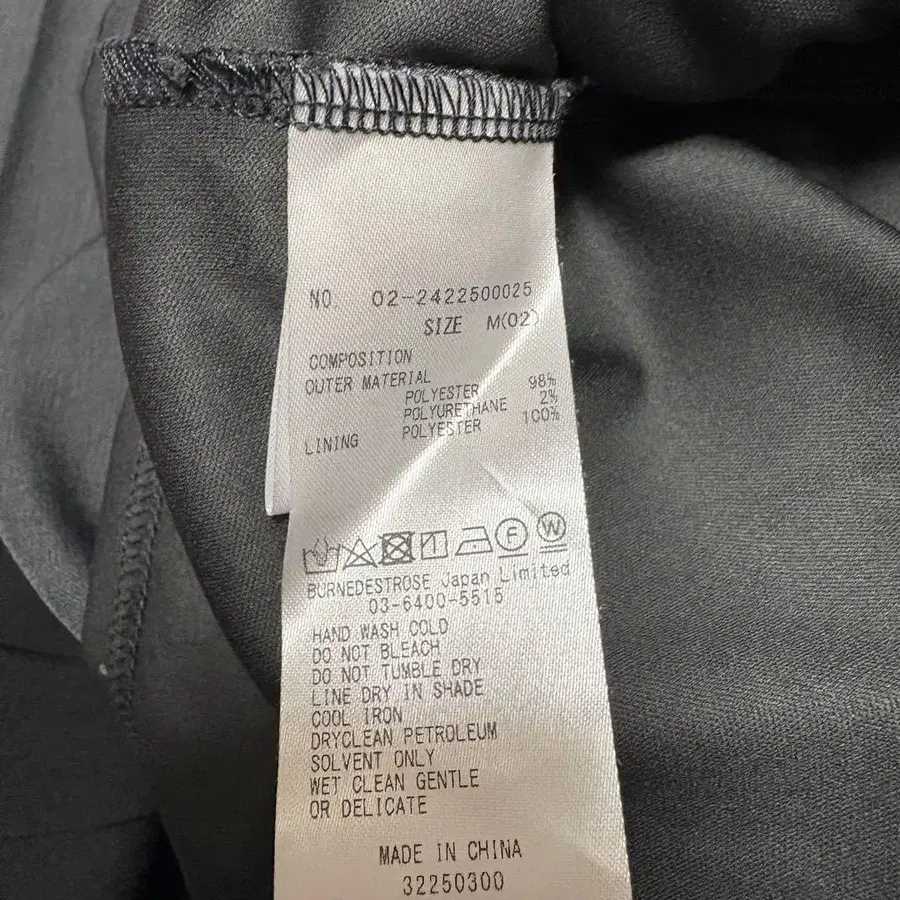 NO. 02-2422500025
SIZE M(02)
COMPOSITION
OUTER MATERIAL
POLYESTER 98%
POLYURETHANE 2%
LINING POLYESTER 100%
F W
BURNEDESTROSE Japan Limited
03-6400-5515
HAND WASH COLD
DO NOT BLEACH
DO NOT TUMBLE DRY
LINE DRY IN SHADE
COOL IRON
DRYCLEAN PETROLEUM
SOLVENT ONLY
WET CLEAN GENTLE
OR DELICATE
MADE IN CHINA
32250300